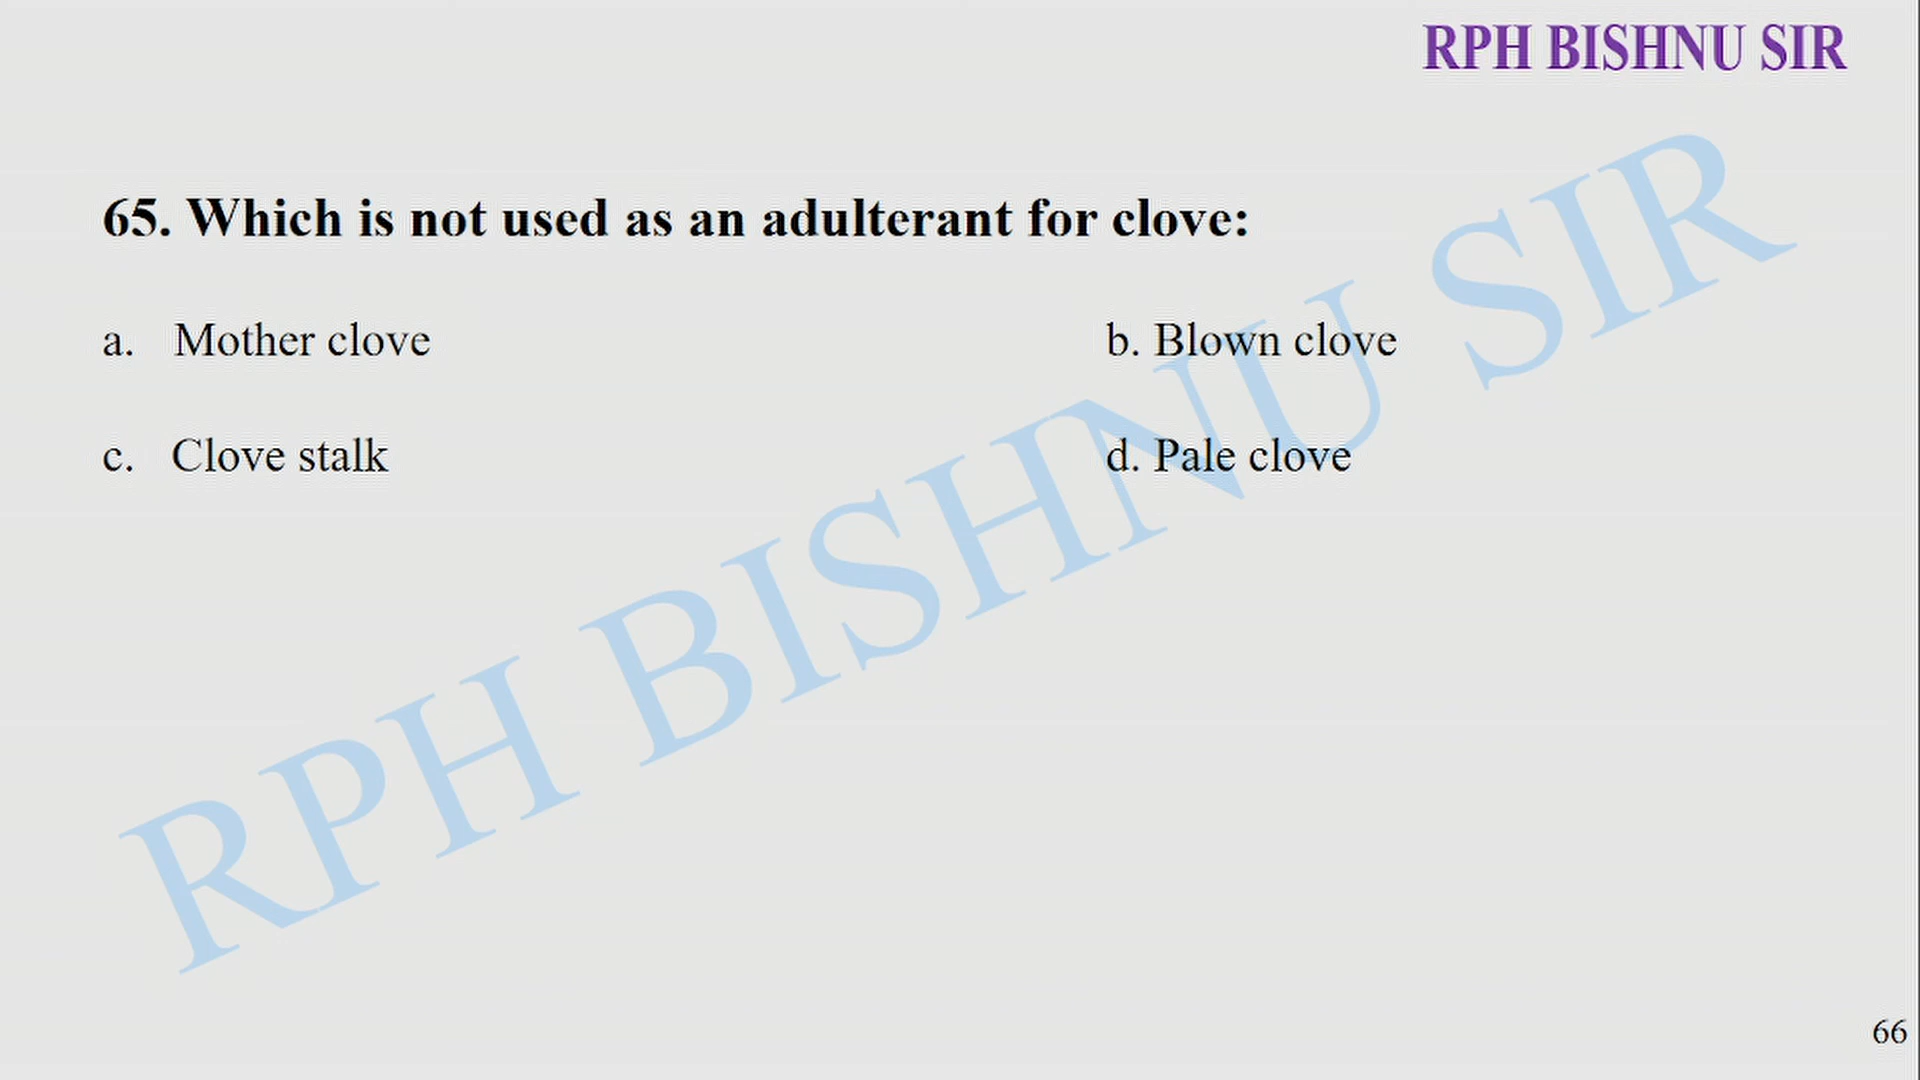 RPH BISHNU SIR
65. Which is not used as an adulterant for clove:
a. Mother clove
b. Blown clove
c. Clove stalk
d. Pale clove
RPH BISHNU SIR
66